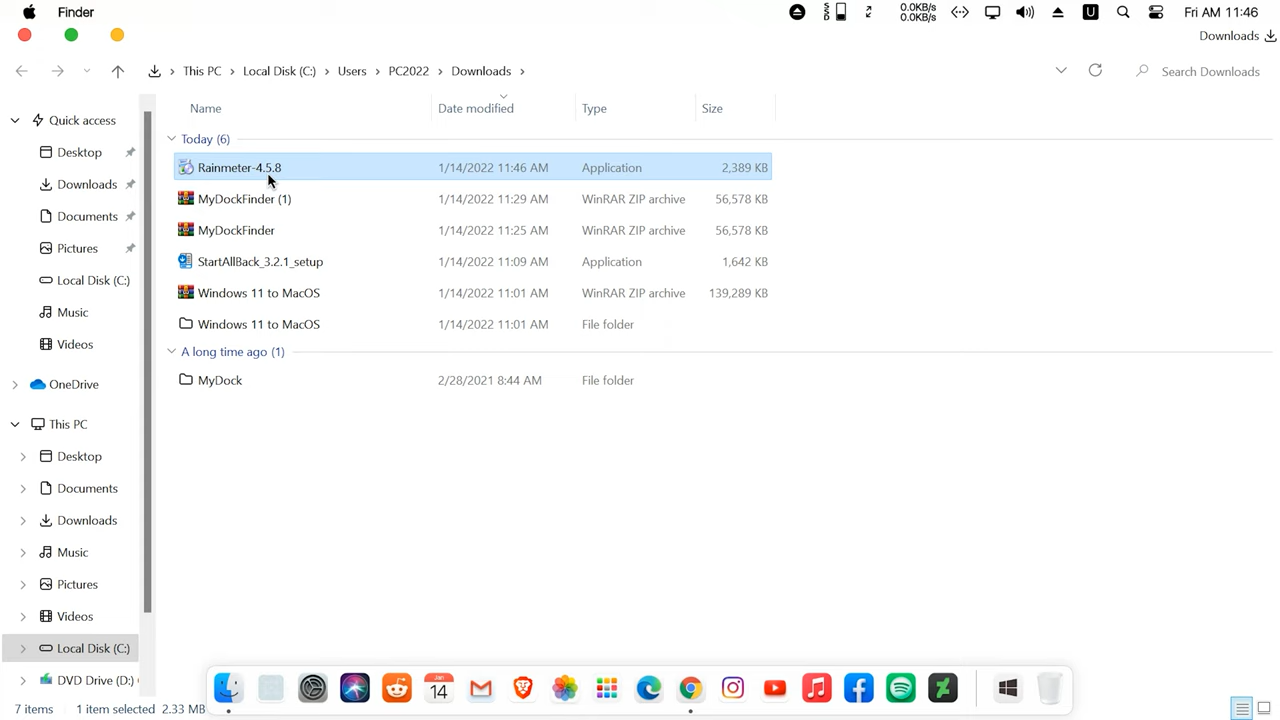 Finder
SSD
0.0KB/s
0.0KB/s
U
Fri AM 11:46
Downloads
This PC
Local Disk (C:)
Users
PC2022
Downloads
Search Downloads
Name
Date modified
Type
Size
Quick access
Desktop
Downloads
Documents
Pictures
Local Disk (C:)
Music
Videos
OneDrive
This PC
Desktop
Documents
Downloads
Music
Pictures
Videos
Local Disk (C:)
DVD Drive (D:)
Today (6)
Rainmeter-4.5.8 1/14/2022 11:46 AM Application 2,389 KB
MyDockFinder (1) 1/14/2022 11:29 AM WinRAR ZIP archive 56,578 KB
MyDockFinder 1/14/2022 11:25 AM WinRAR ZIP archive 56,578 KB
StartAllBack_3.2.1_setup 1/14/2022 11:09 AM Application 1,642 KB
Windows 11 to MacOS 1/14/2022 11:01 AM WinRAR ZIP archive 139,289 KB
Windows 11 to MacOS 1/14/2022 11:01 AM File folder
A long time ago (1)
MyDock 2/28/2021 8:44 AM File folder
Jan
14
7 items 1 item selected 2.33 MB